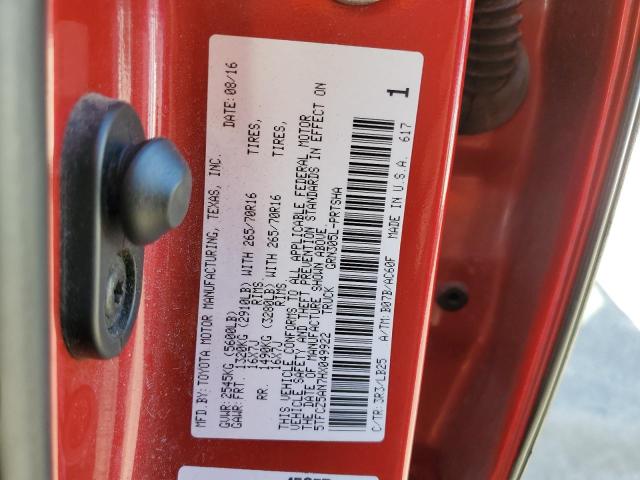 MFD. BY: TOYOTA MOTOR MANUFACTURING, TEXAS, INC. DATE: 08/16
GVWR: 2545KG (5600LB)
GAWR: FRT. 1320KG (2910LB) WITH 265/70R16 TIRES,
16X7J RIMS
RR. 1490KG (3280LB) WITH 265/70R16 TIRES,
16X7J RIMS
THIS VEHICLE CONFORMS TO ALL APPLICABLE FEDERAL MOTOR
VEHICLE SAFETY AND THEFT PREVENTION STANDARDS IN EFFECT ON
THE DATE OF MANUFACTURE SHOWN ABOVE.
5TFCZ5AN7HX049922 TRUCK GRN305L-PRTSHA
C/TR: 3R3/LB25 A/TM: B07B/AC60F MADE IN U.S.A. 617
1